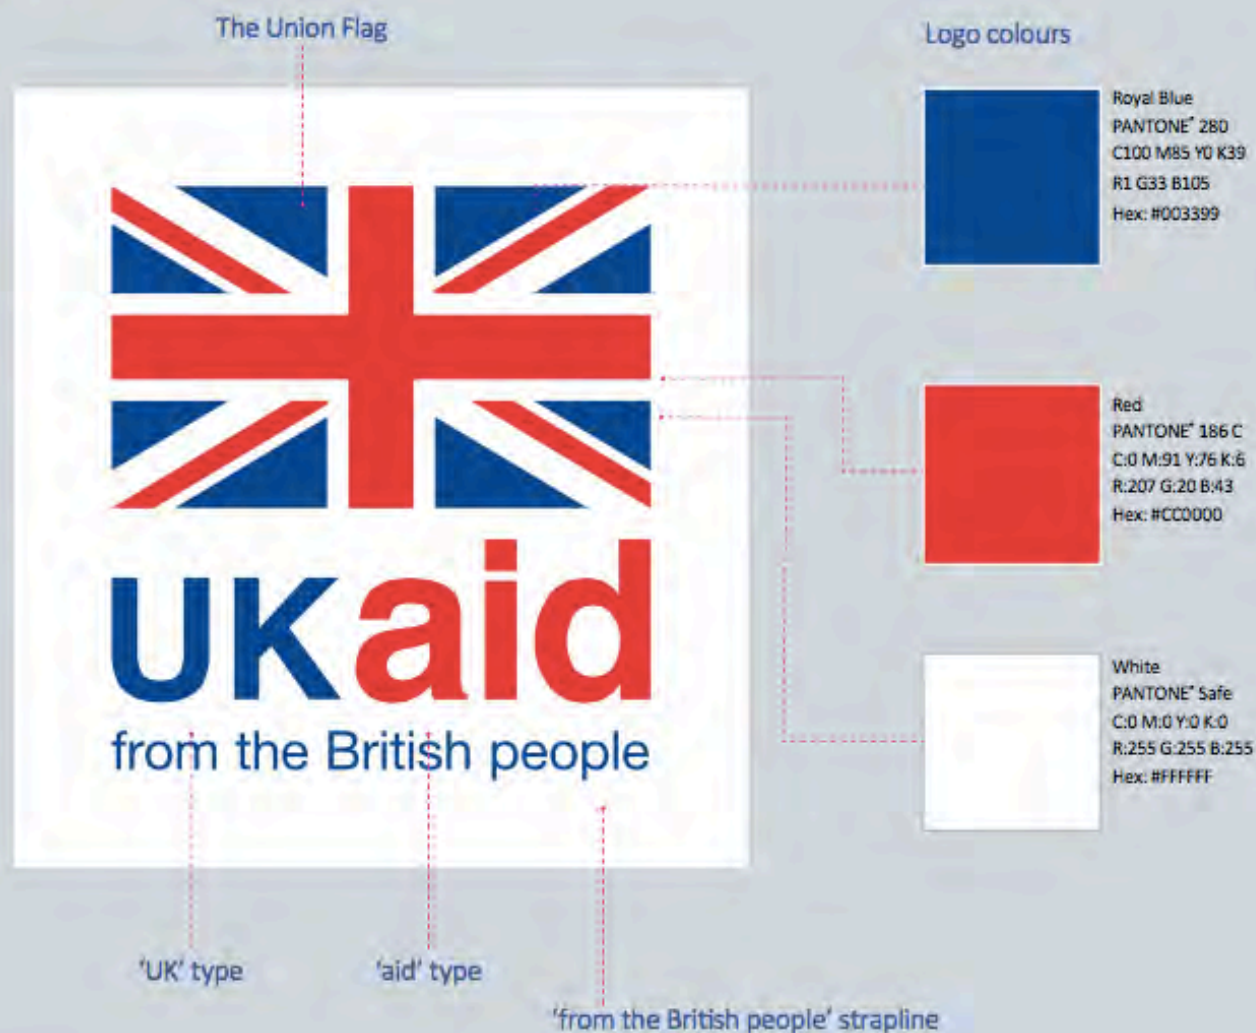 The Union Flag
Logo colours
Royal Blue
PANTONE® 280
C100 M85 Y0 K39
R1 G33 B105
Hex: #003399
Red
PANTONE® 186 C
C:0 M:91 Y:76 K:6
R:207 G:20 B:43
Hex: #CC0000
White
PANTONE® Safe
C:0 M:0 Y:0 K:0
R:255 G:255 B:255
Hex: #FFFFFF
UKaid
from the British people
'UK' type
'aid' type
'from the British people' strapline